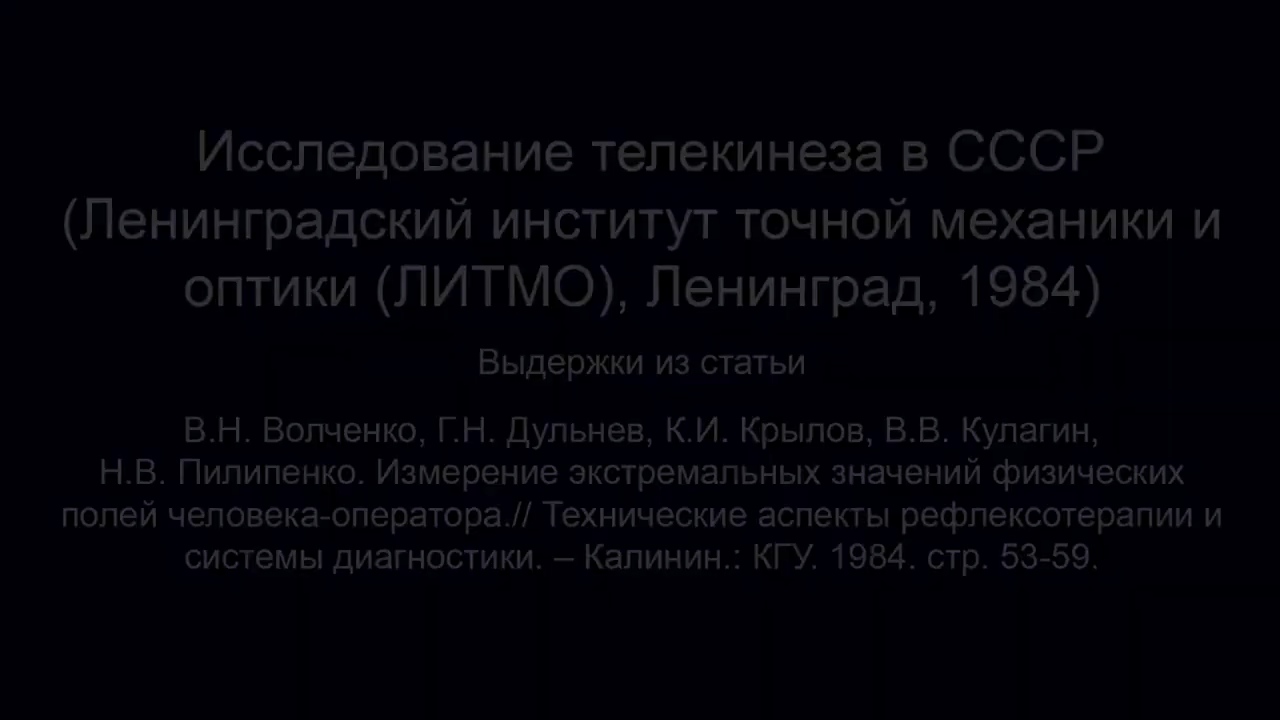 Исследование телекинеза в СССР
(Ленинградский институт точной механики и
оптики (ЛИТМО), Ленинград, 1984)
Выдержки из статьи
В.Н. Волченко, Г.Н. Дульнев, К.И. Крылов, В.В. Кулагин,
Н.В. Пилипенко. Измерение экстремальных значений физических
полей человека-оператора.// Технические аспекты рефлексотерапии и
системы диагностики. – Калинин.: КГУ. 1984. стр. 53-59.